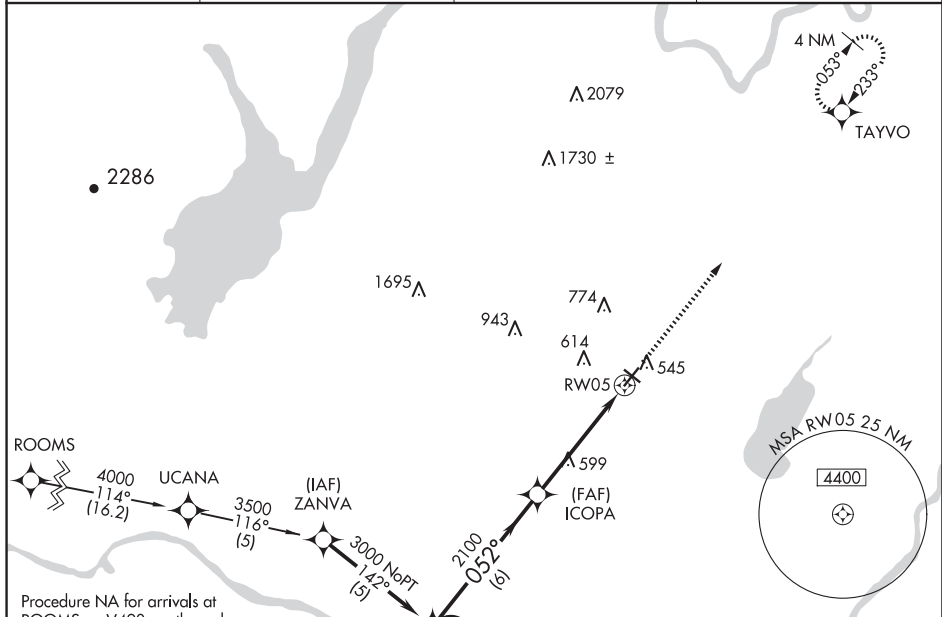 4 NM
053°
233°
TAYVO
2079
1730 ±
2286
1695
774
943
614
545
RW05
MSA RW05 25 NM
4400
ROOMS
4000
114°
(16.2)
UCANA
3500
116°
(5)
(IAF)
ZANVA
3000 NoPT
142°
(5)
599
(FAF)
ICOPA
2100
052°
(6)
Procedure NA for arrivals at
ROOMS